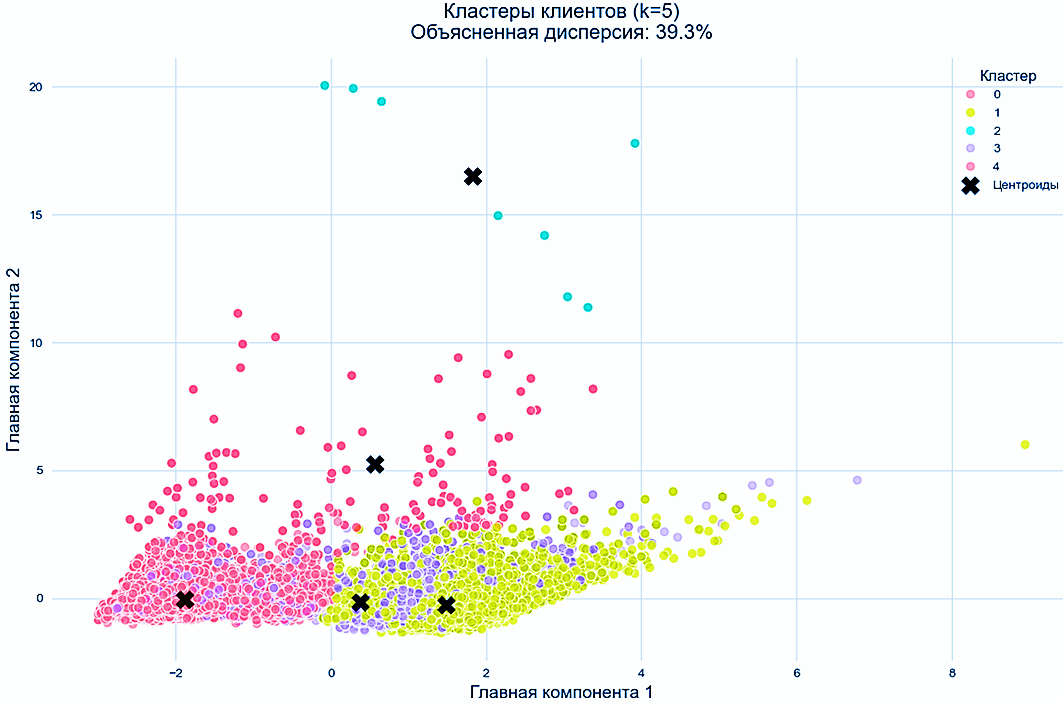 Кластеры клиентов (k=5)
Объясненная дисперсия: 39.3%
Кластер
0
1
2
3
4
Центроиды
Главная компонента 2
20
15
10
5
0
−2
0
2
4
6
8
Главная компонента 1